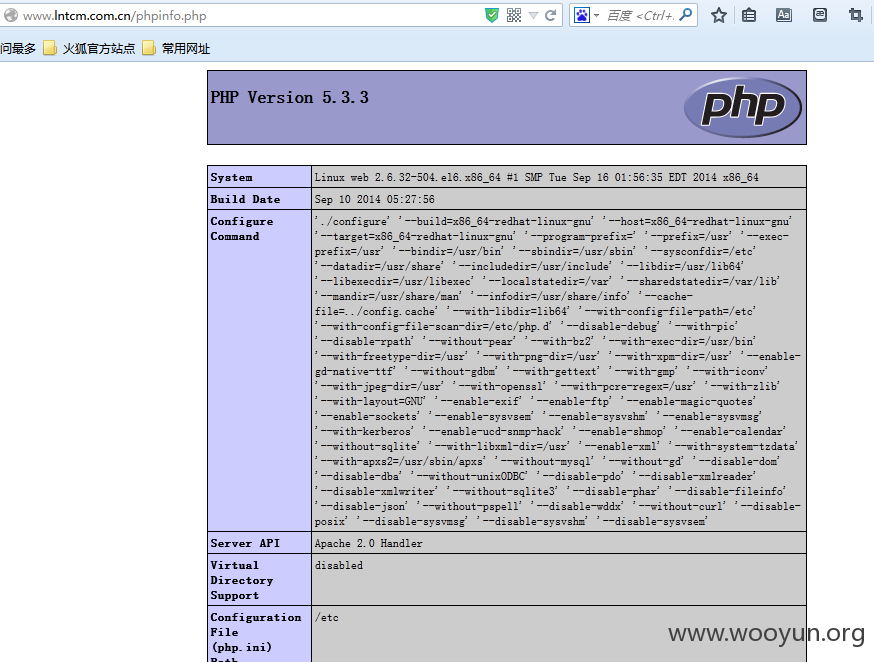 www.lntcm.com.cn/phpinfo.php
百度 <Ctrl+.
问最多 火狐官方站点 常用网址
PHP Version 5.3.3
php
System Linux web 2.6.32-504.el6.x86_64 #1 SMP Tue Sep 16 01:56:35 EDT 2014 x86_64
Build Date Sep 10 2014 05:27:56
Configure Command
'./configure' '--build=x86_64-redhat-linux-gnu' '--host=x86_64-redhat-linux-gnu'
'--target=x86_64-redhat-linux-gnu' '--program-prefix=' '--prefix=/usr' '--exec-
prefix=/usr' '--bindir=/usr/bin' '--sbindir=/usr/sbin' '--sysconfdir=/etc'
'--datadir=/usr/share' '--includedir=/usr/include' '--libdir=/usr/lib64'
'--libexecdir=/usr/libexec' '--localstatedir=/var' '--sharedstatedir=/var/lib'
'--mandir=/usr/share/man' '--infodir=/usr/share/info' '--cache-
file=../config.cache' '--with-libdir=lib64' '--with-config-file-path=/etc'
'--with-config-file-scan-dir=/etc/php.d' '--disable-debug' '--with-pic'
'--disable-rpath' '--without-pear' '--with-bz2' '--with-exec-dir=/usr/bin'
'--with-freetype-dir=/usr' '--with-png-dir=/usr' '--with-xpm-dir=/usr' '--enable-
gd-native-ttf' '--without-gdbm' '--with-gettext' '--with-gmp' '--with-iconv'
'--with-jpeg-dir=/usr' '--with-openssl' '--with-pcre-regex=/usr' '--with-zlib'
'--with-layout=GNU' '--enable-exif' '--enable-ftp' '--enable-magic-quotes'
'--enable-sockets' '--enable-sysvsem' '--enable-sysvshm' '--enable-sysvmsg'
'--with-kerberos' '--enable-ucd-snmp-hack' '--enable-shmop' '--enable-calendar'
'--without-sqlite' '--with-libxml-dir=/usr' '--enable-xml' '--with-system-tzdata'
'--with-apxs2=/usr/sbin/apxs' '--without-mysql' '--without-gd' '--disable-dom'
'--disable-dba' '--without-unixODBC' '--disable-pdo' '--disable-xmlreader'
'--disable-xmlwriter' '--without-sqlite3' '--disable-phar' '--disable-fileinfo'
'--disable-json' '--without-pspell' '--disable-wddx' '--without-curl' '--disable-
posix' '--disable-sysvmsg' '--disable-sysvshm' '--disable-sysvsem'
Server API Apache 2.0 Handler
Virtual disabled
Directory
Support
Configuration /etc
File
(php.ini)
Path
www.wooyun.org